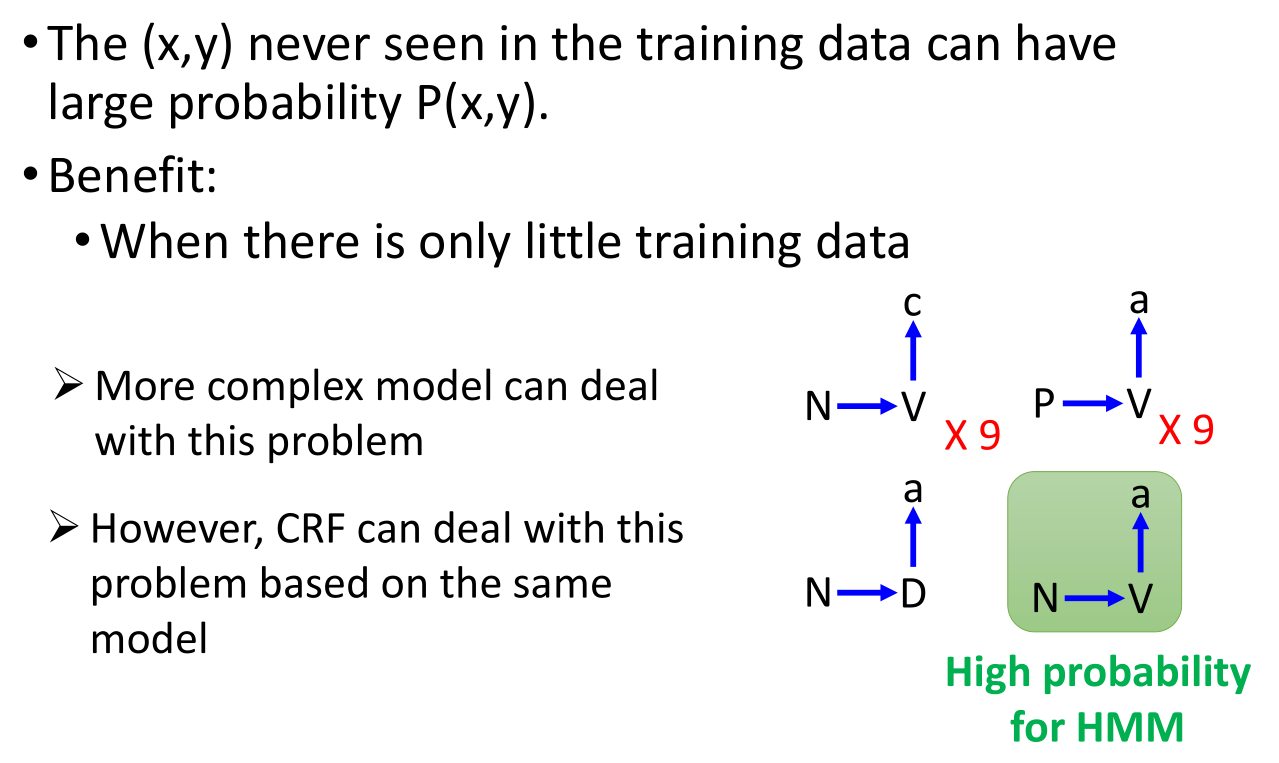 • The (x,y) never seen in the training data can have
large probability P(x,y).
• Benefit:
• When there is only little training data
➢ More complex model can deal
with this problem
➢ However, CRF can deal with this
problem based on the same
model
c
N V
X 9
a
P V
X 9
a
N D
a
N V
High probability
for HMM